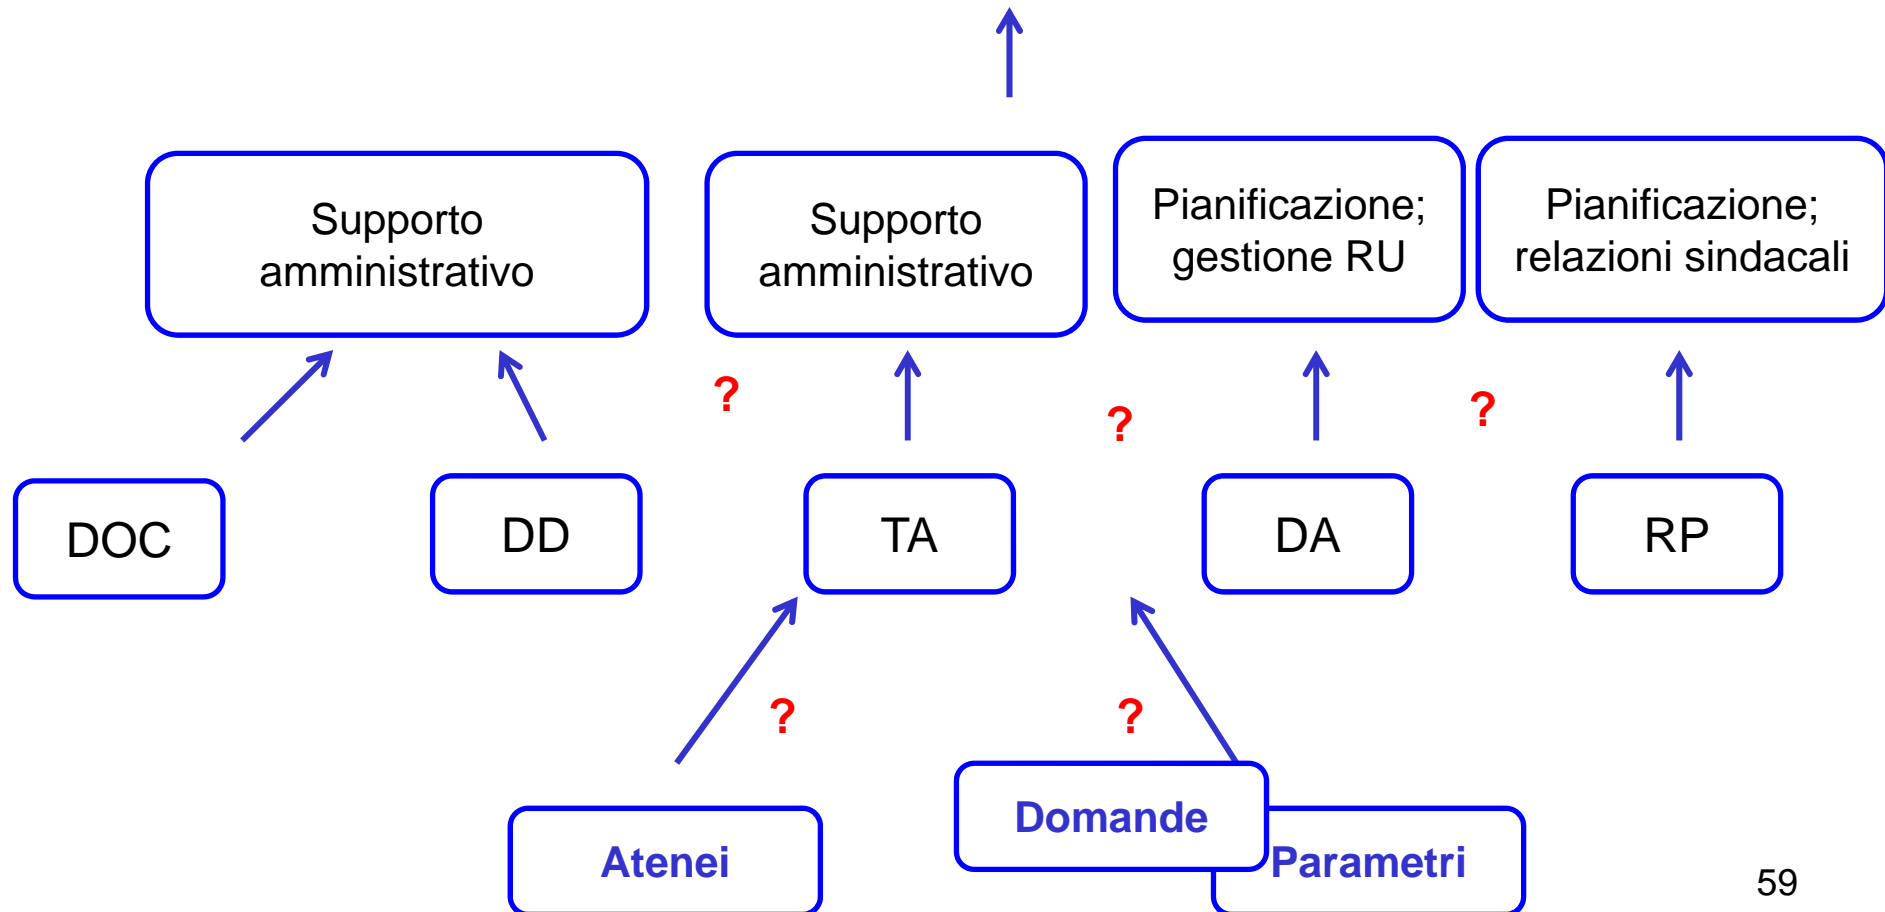 Supporto
amministrativo
Supporto
amministrativo
Pianificazione;
gestione RU
Pianificazione;
relazioni sindacali
?
?
?
DOC
DD
TA
DA
RP
?
?
Domande
Atenei
Parametri
59